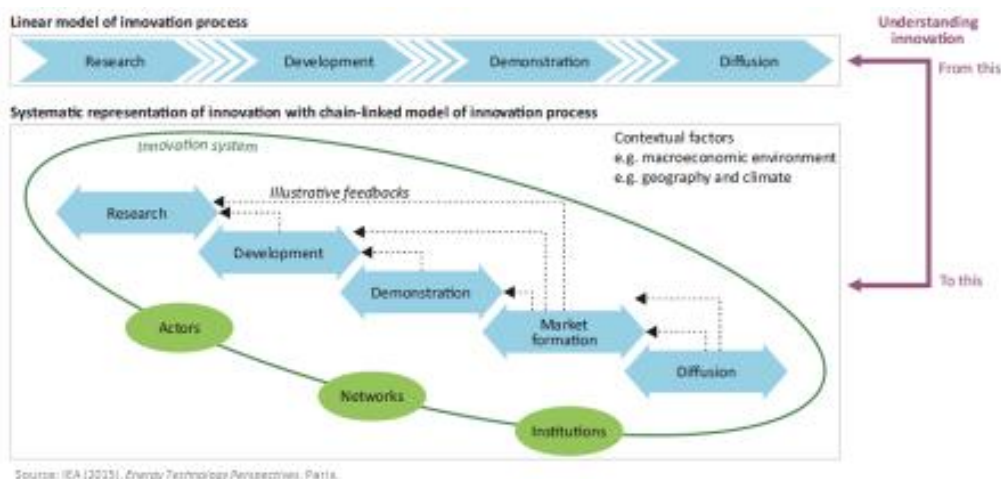 Linear model of innovation process
Understanding
innovation
Research
Development
Demonstration
Diffusion
From this
Systematic representation of innovation with chain-linked model of innovation process
Innovation system
Contextual factors
e.g. macroeconomic environment
e.g. geography and climate
Illustrative feedbacks
Research
Development
Demonstration
To this
Actors
Market
formation
Diffusion
Networks
Institutions
Source: IEA (2015), Energy Technology Perspectives, Paris.